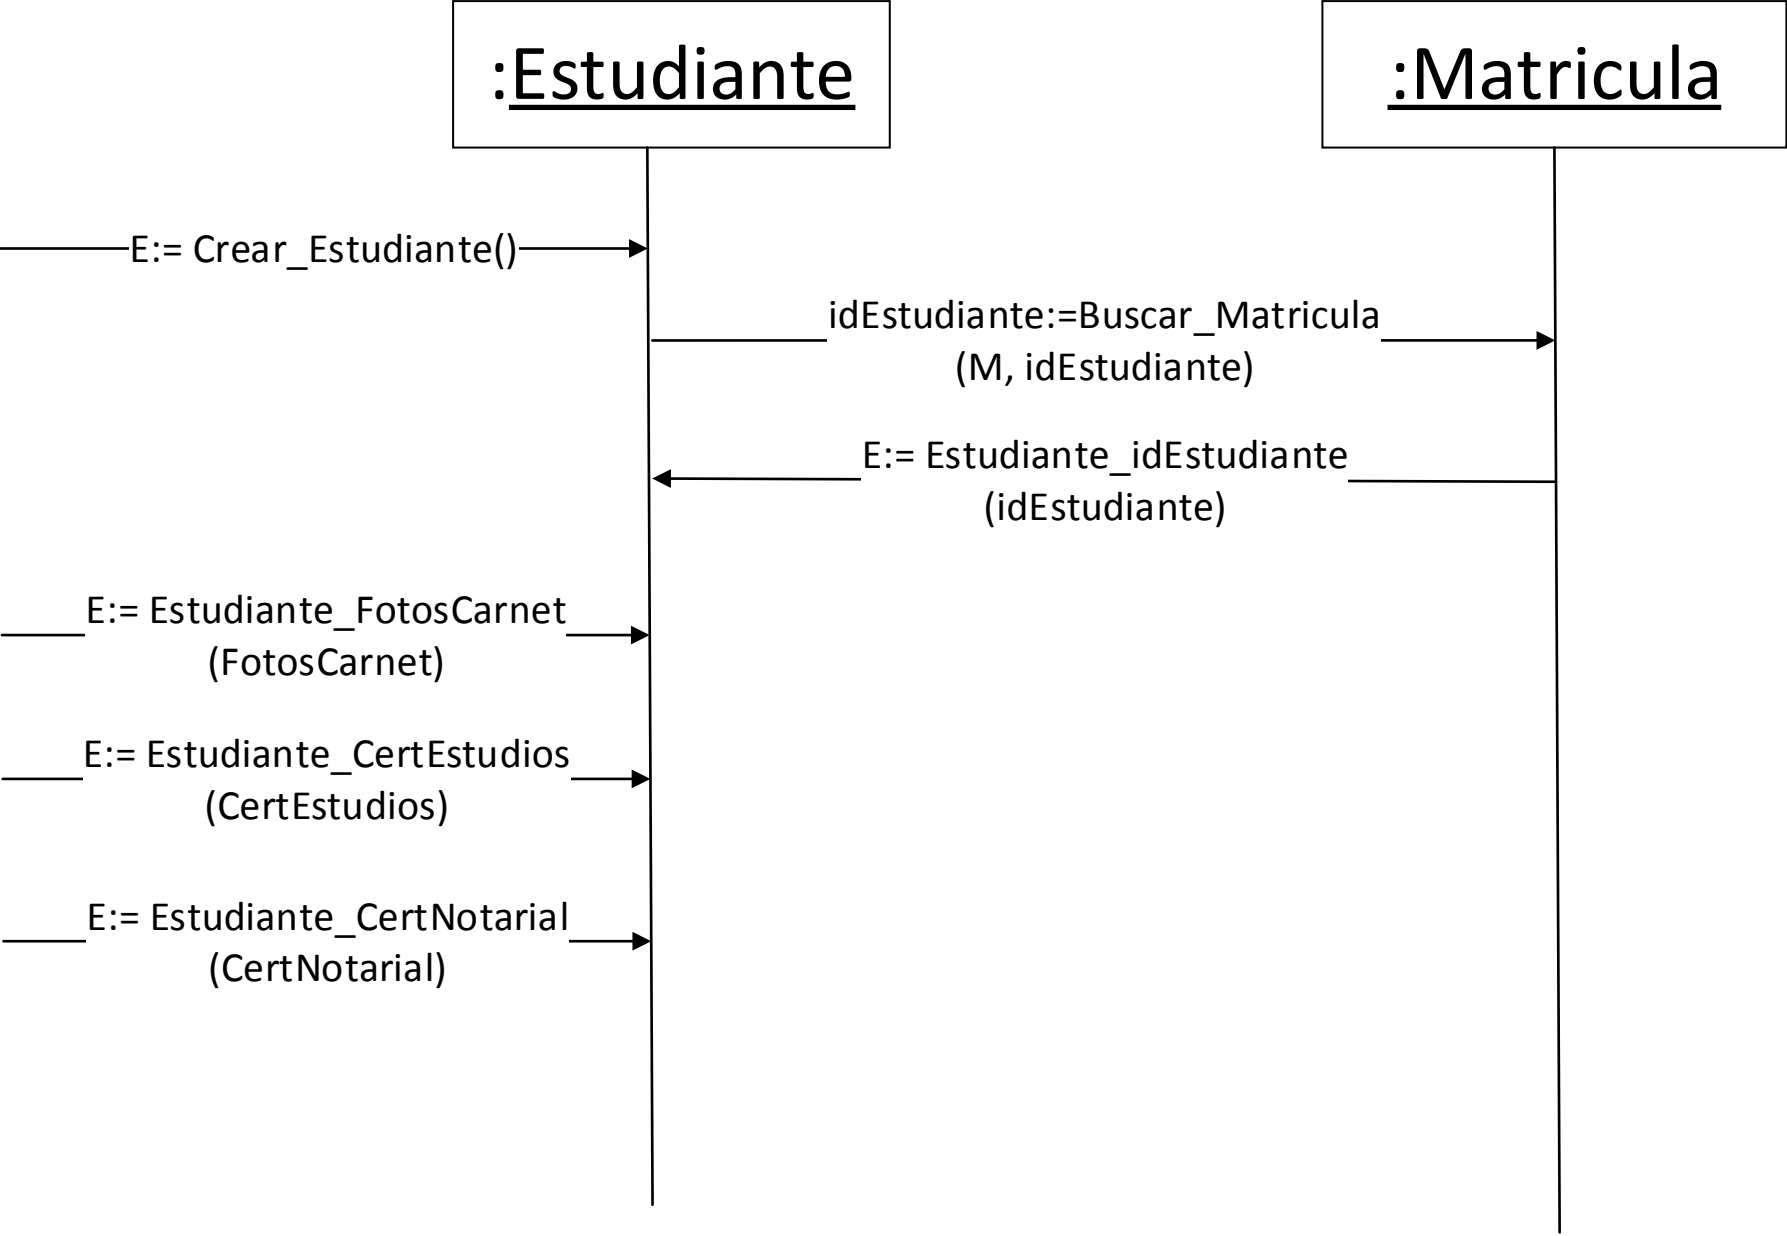 :Estudiante
:Matricula
E:= Crear_Estudiante()
idEstudiante:=Buscar_Matricula
(M, idEstudiante)
E:= Estudiante_idEstudiante
(idEstudiante)
E:= Estudiante_FotosCarnet
(FotosCarnet)
E:= Estudiante_CertEstudios
(CertEstudios)
E:= Estudiante_CertNotarial
(CertNotarial)